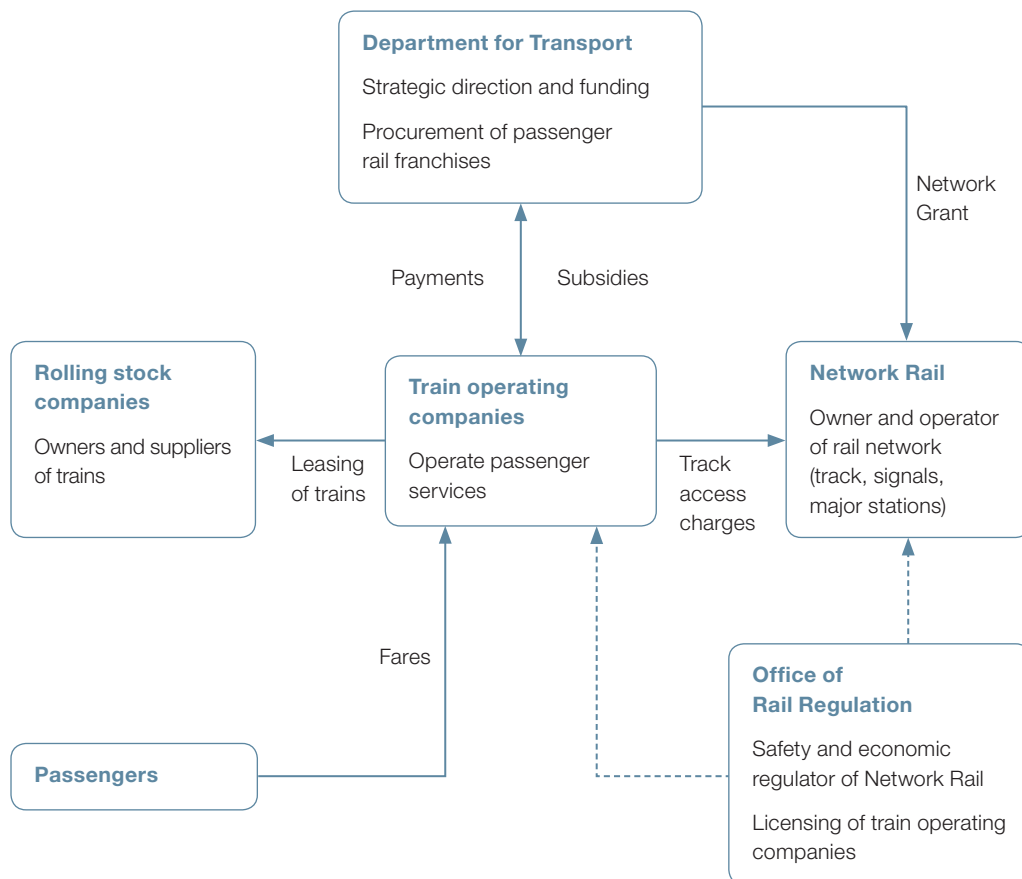 Department for Transport
Strategic direction and funding
Procurement of passenger
rail franchises
Network
Grant
Payments
Subsidies
Rolling stock
companies
Owners and suppliers
of trains
Leasing
of trains
Train operating
companies
Operate passenger
services
Track
access
charges
Network Rail
Owner and operator
of rail network
(track, signals,
major stations)
Fares
Passengers
Office of
Rail Regulation
Safety and economic
regulator of Network Rail
Licensing of train operating
companies